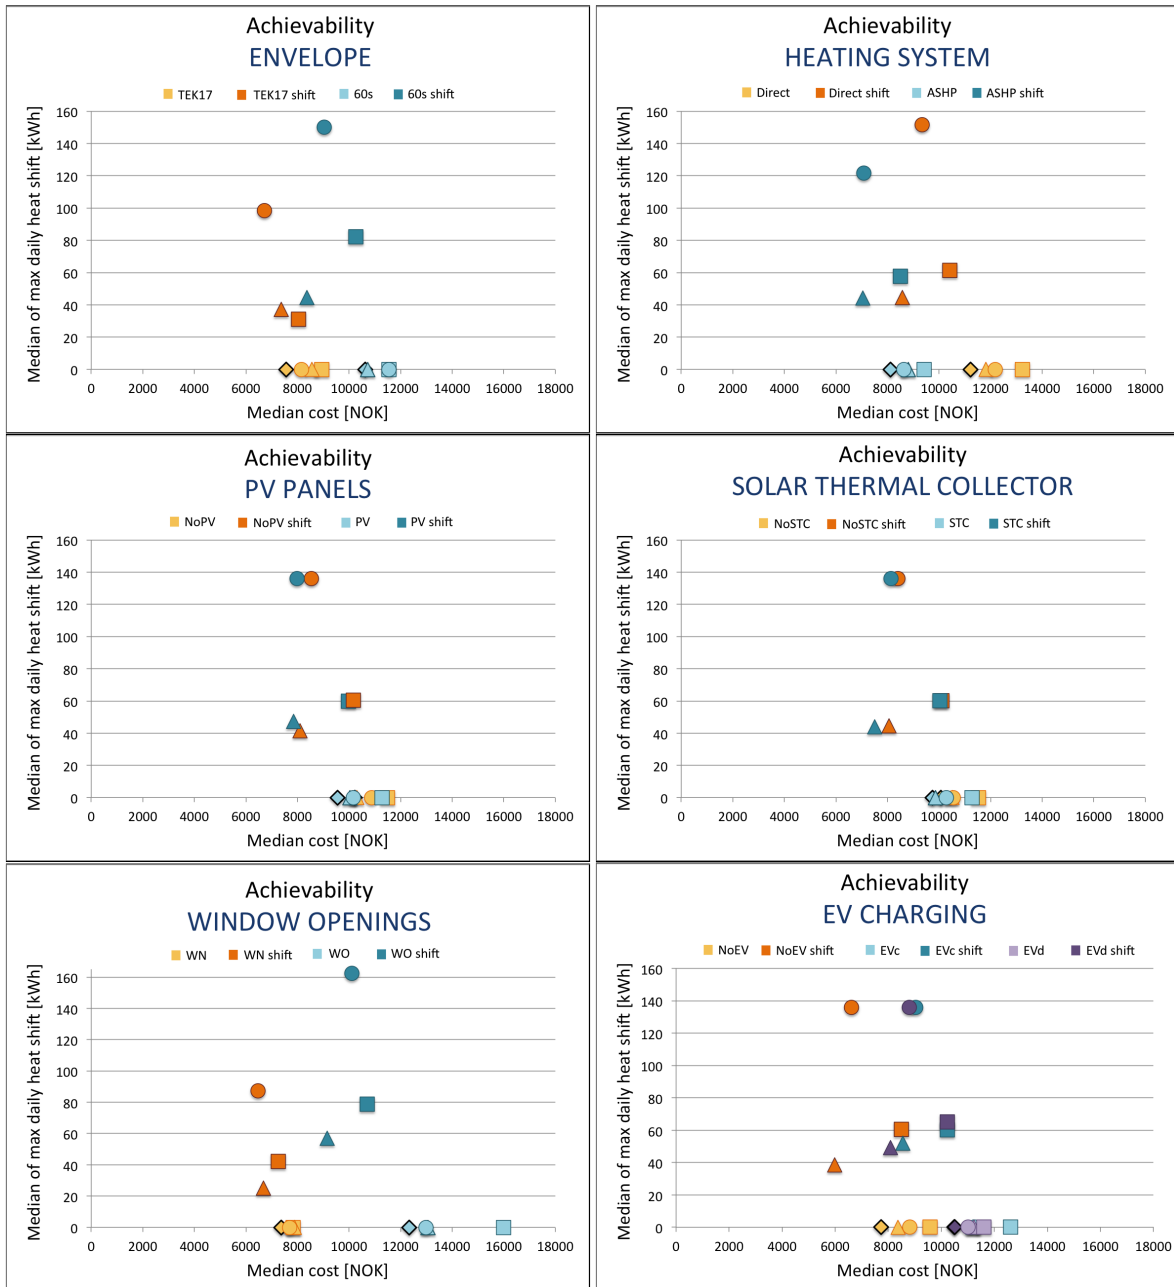 Achievability
ENVELOPE
TEK17 TEK17 shift 60s 60s shift
Median of max daily heat shift [kWh]
160
140
120
100
80
60
40
20
0
0 2000 4000 6000 8000 10000 12000 14000 16000 18000
Median cost [NOK]
Achievability
HEATING SYSTEM
Direct Direct shift ASHP ASHP shift
Median of max daily heat shift [kWh]
160
140
120
100
80
60
40
20
0
0 2000 4000 6000 8000 10000 12000 14000 16000 18000
Median cost [NOK]
Achievability
PV PANELS
NoPV NoPV shift PV PV shift
Median of max daily heat shift [kWh]
160
140
120
100
80
60
40
20
0
0 2000 4000 6000 8000 10000 12000 14000 16000 18000
Median cost [NOK]
Achievability
SOLAR THERMAL COLLECTOR
NoSTC NoSTC shift STC STC shift
Median of max daily heat shift [kWh]
160
140
120
100
80
60
40
20
0
0 2000 4000 6000 8000 10000 12000 14000 16000 18000
Median cost [NOK]
Achievability
WINDOW OPENINGS
WN WN shift WO WO shift
Median of max daily heat shift [kWh]
160
140
120
100
80
60
40
20
0
0 2000 4000 6000 8000 10000 12000 14000 16000 18000
Median cost [NOK]
Achievability
EV CHARGING
NoEV NoEV shift EVc EVc shift EVd EVd shift
Median of max daily heat shift [kWh]
160
140
120
100
80
60
40
20
0
0 2000 4000 6000 8000 10000 12000 14000 16000 18000
Median cost [NOK]